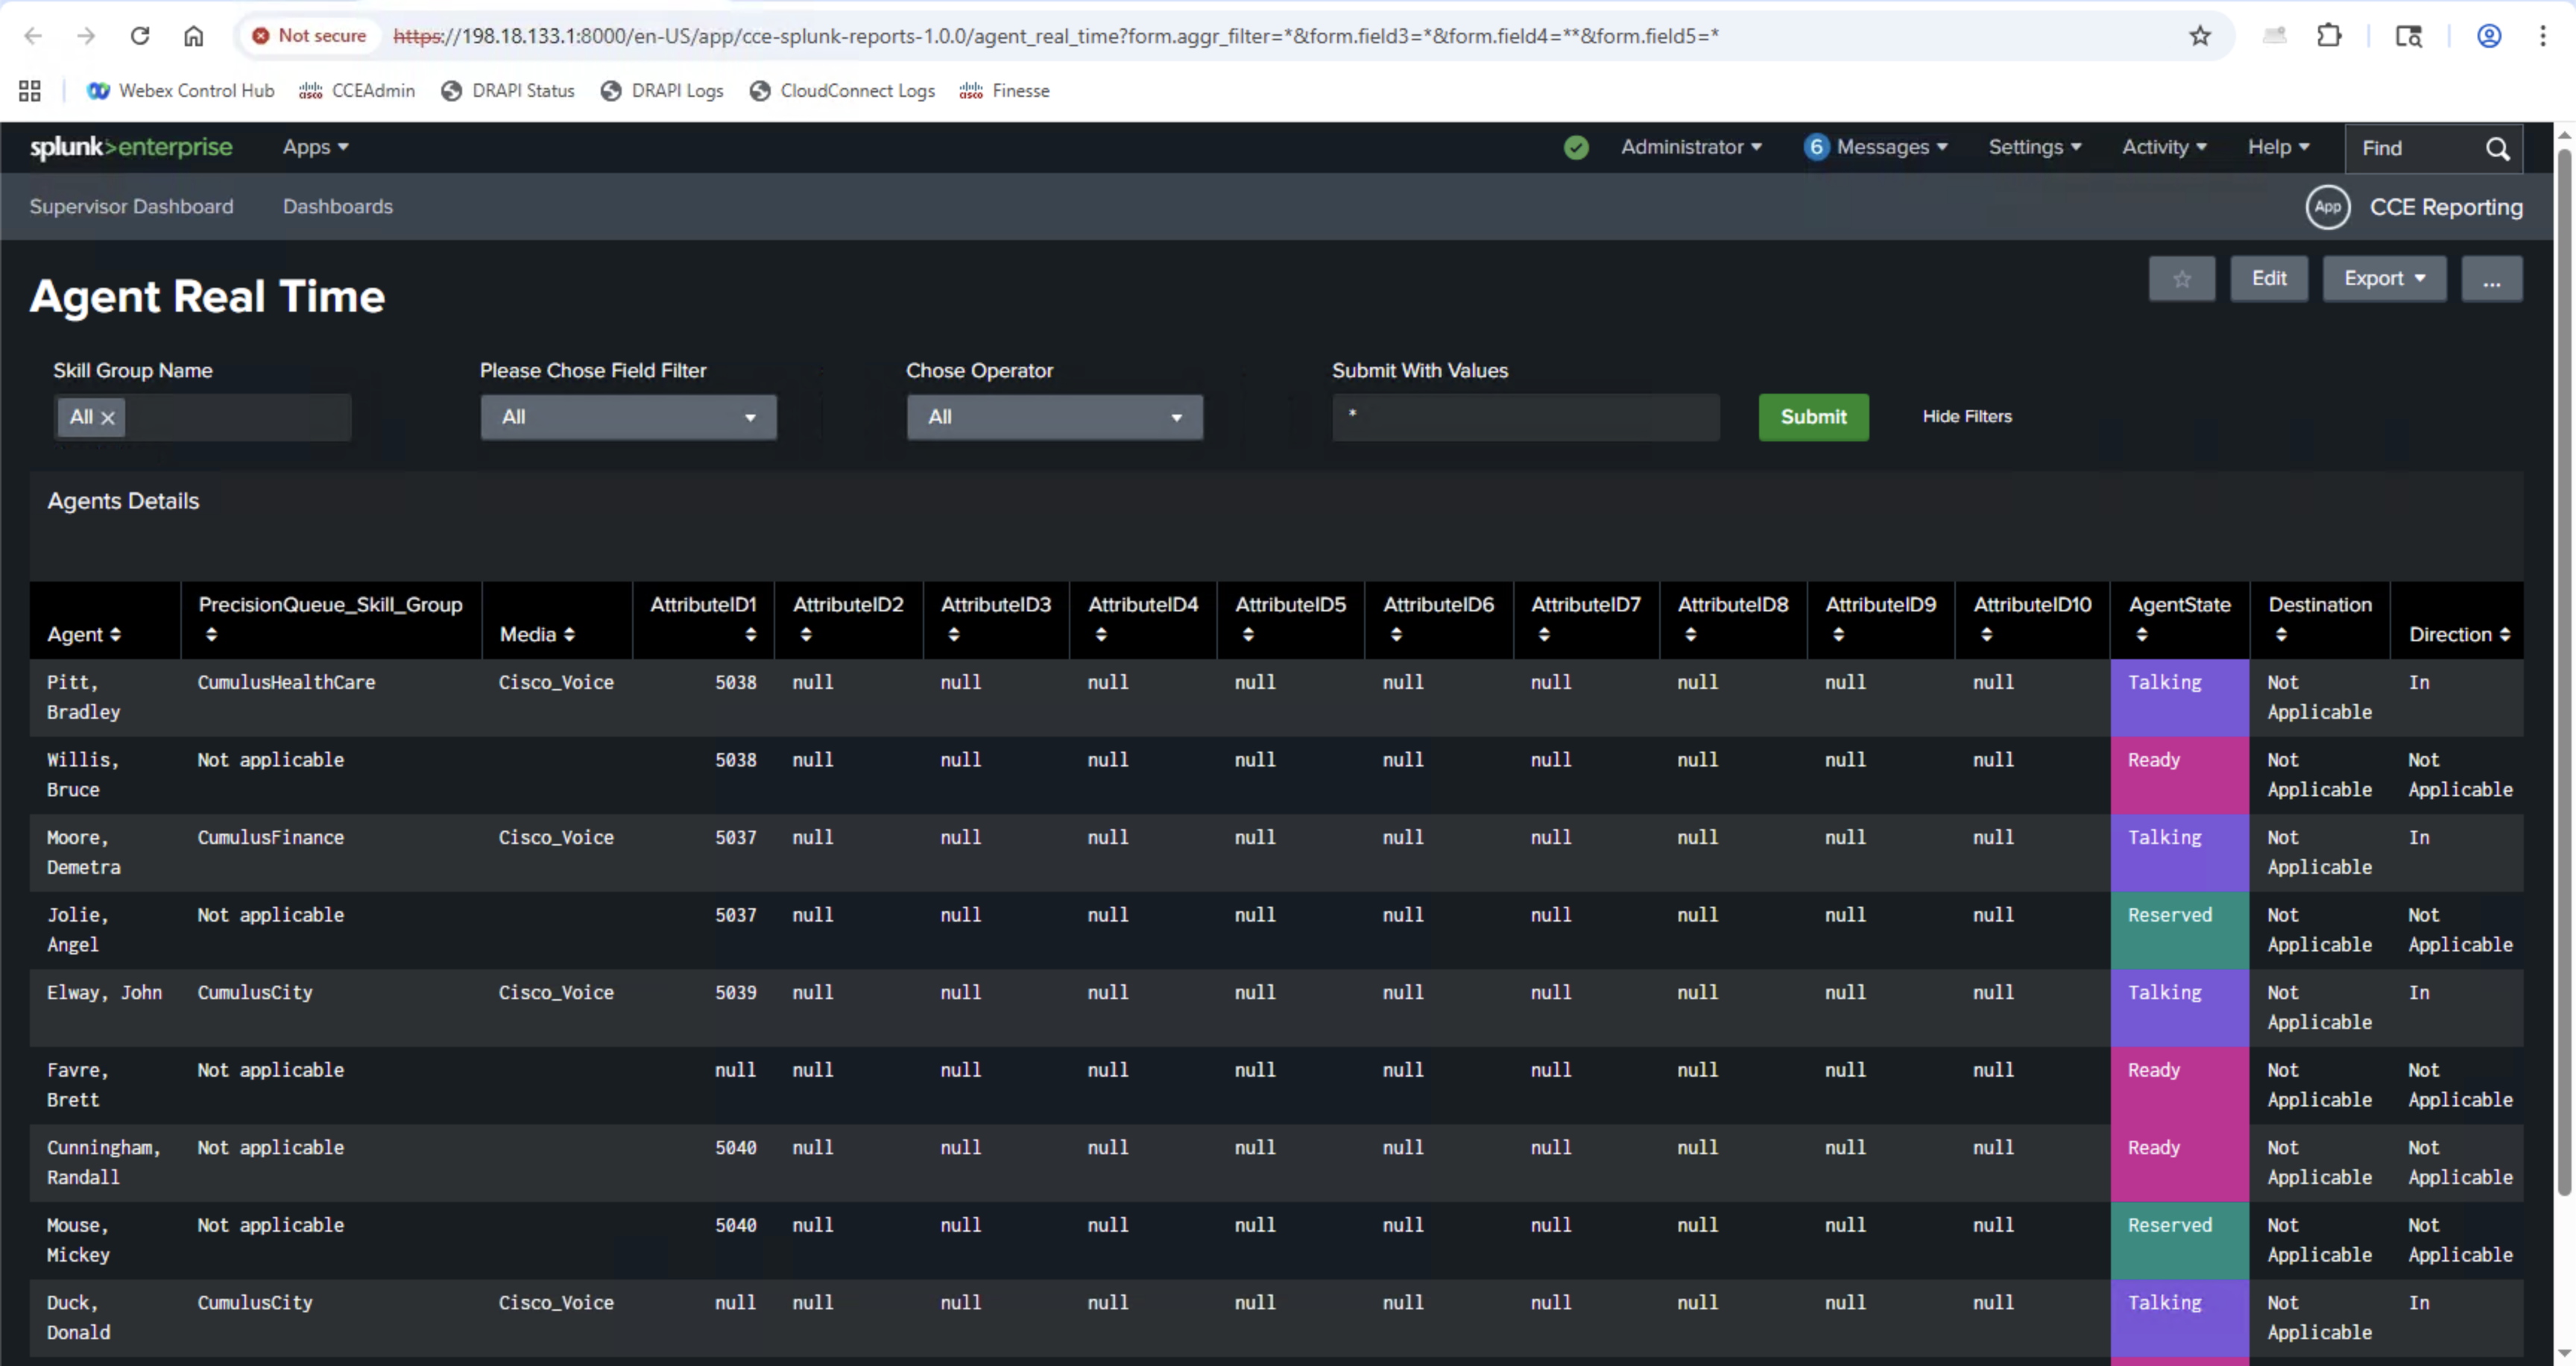 Not secure https://198.18.133.1:8000/en-US/app/cce-splunk-reports-1.0.0/agent_real_time?form.aggr_filter=*&form.field3=*&form.field4=**&form.field5=*
Webex Control Hub CCEAdmin DRAPI Status DRAPI Logs CloudConnect Logs Finesse
splunk>enterprise Apps Administrator 6 Messages Settings Activity Help Find
Supervisor Dashboard Dashboards App CCE Reporting
Agent Real Time
Edit Export ...
Skill Group Name Please Chose Field Filter Chose Operator Submit With Values
All × All All * Submit Hide Filters
Agents Details
Agent PrecisionQueue_Skill_Group Media AttributeID1 AttributeID2 AttributeID3 AttributeID4 AttributeID5 AttributeID6 AttributeID7 AttributeID8 AttributeID9 AttributeID10 AgentState Destination Direction
Pitt, CumulusHealthCare Cisco_Voice 5038 null null null null null null null null null Talking Not In
Bradley Applicable
Willis, Not applicable 5038 null null null null null null null null null Ready Not Not
Bruce Applicable Applicable
Moore, CumulusFinance Cisco_Voice 5037 null null null null null null null null null Talking Not In
Demetra Applicable
Jolie, Not applicable 5037 null null null null null null null null null Reserved Not Not
Angel Applicable Applicable
Elway, John CumulusCity Cisco_Voice 5039 null null null null null null null null null Talking Not In
Applicable
Favre, Not applicable null null null null null null null null null null Ready Not Not
Brett Applicable Applicable
Cunningham, Not applicable 5040 null null null null null null null null null Ready Not Not
Randall Applicable Applicable
Mouse, Not applicable 5040 null null null null null null null null null Reserved Not Not
Mickey Applicable Applicable
Duck, CumulusCity Cisco_Voice null null null null null null null null null null Talking Not In
Donald Applicable